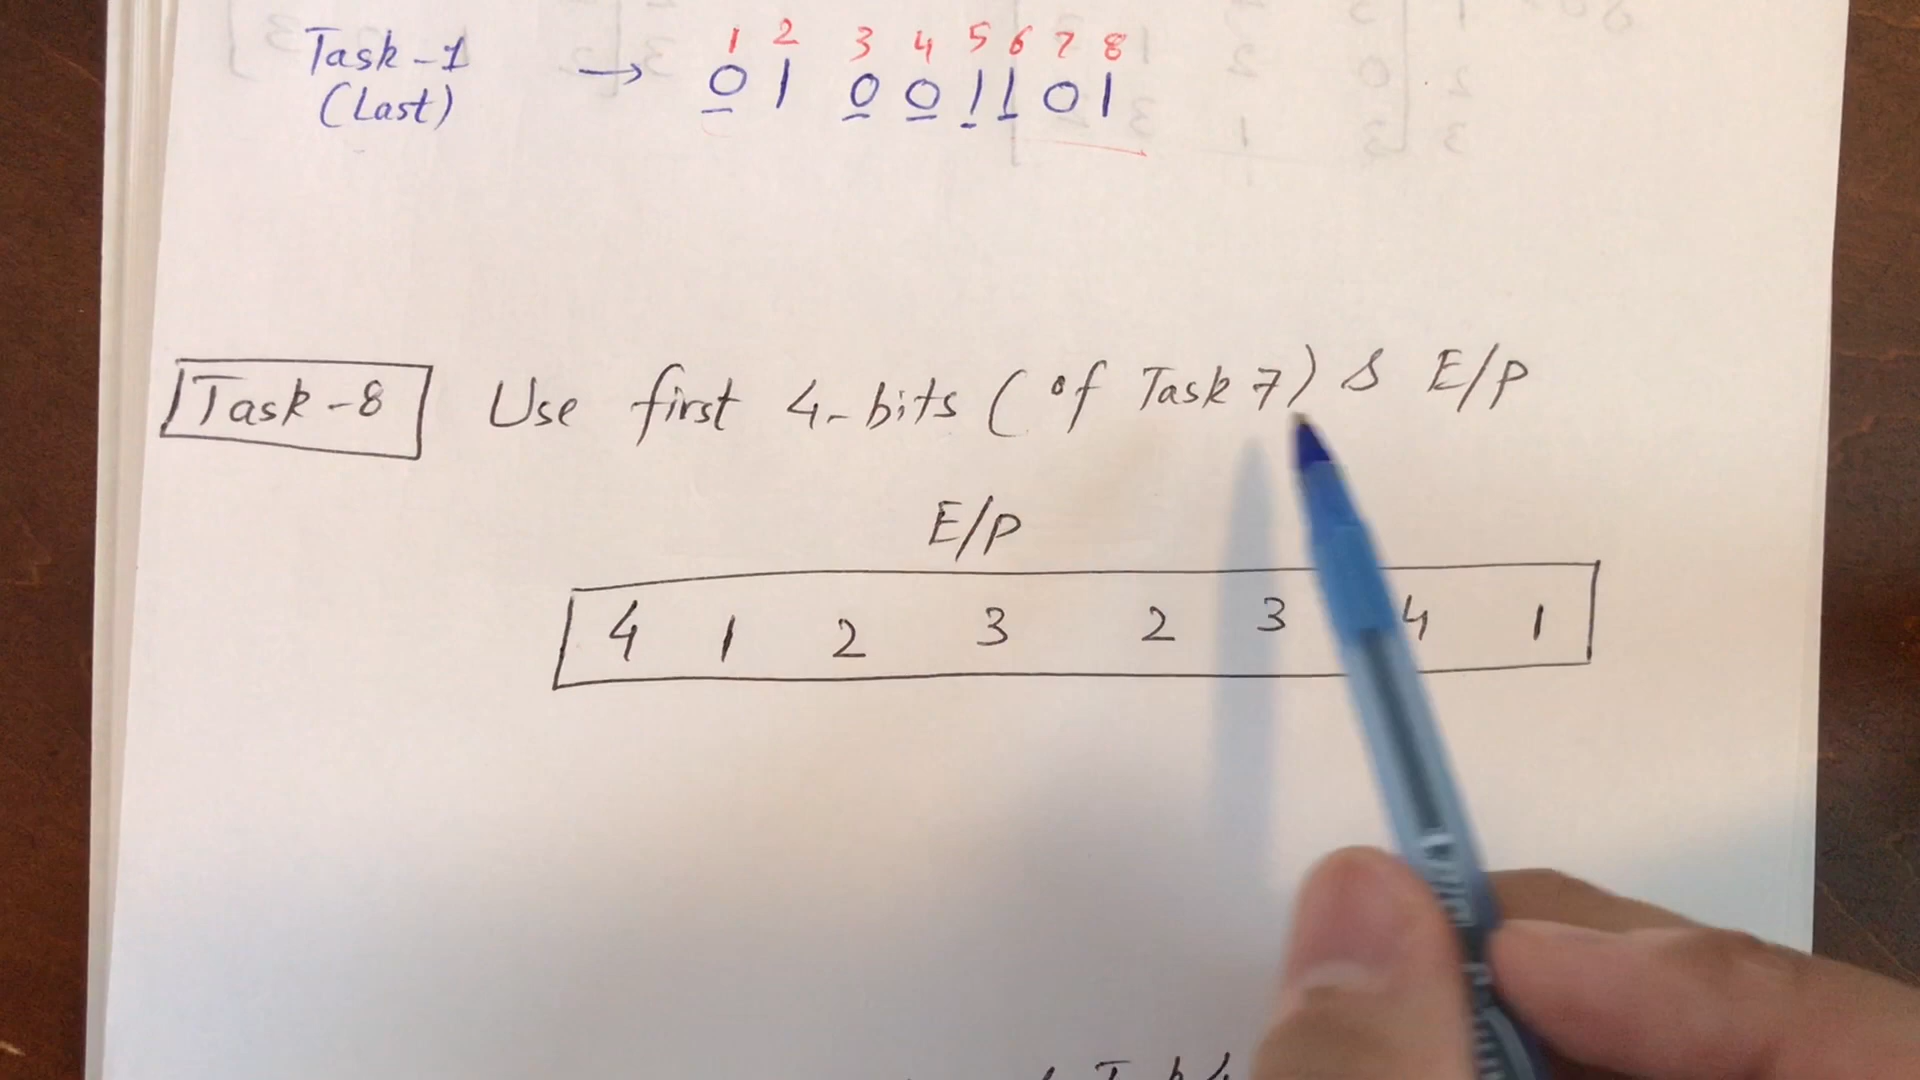 1 2 3 4 5 6 7 8
Task-1 → 0 1 0 0 1 1 0 1
(Last)
Task-8 Use first 4-bits (of Task 7) & E/P
E/P
4 1 2 3 2 3 4 1